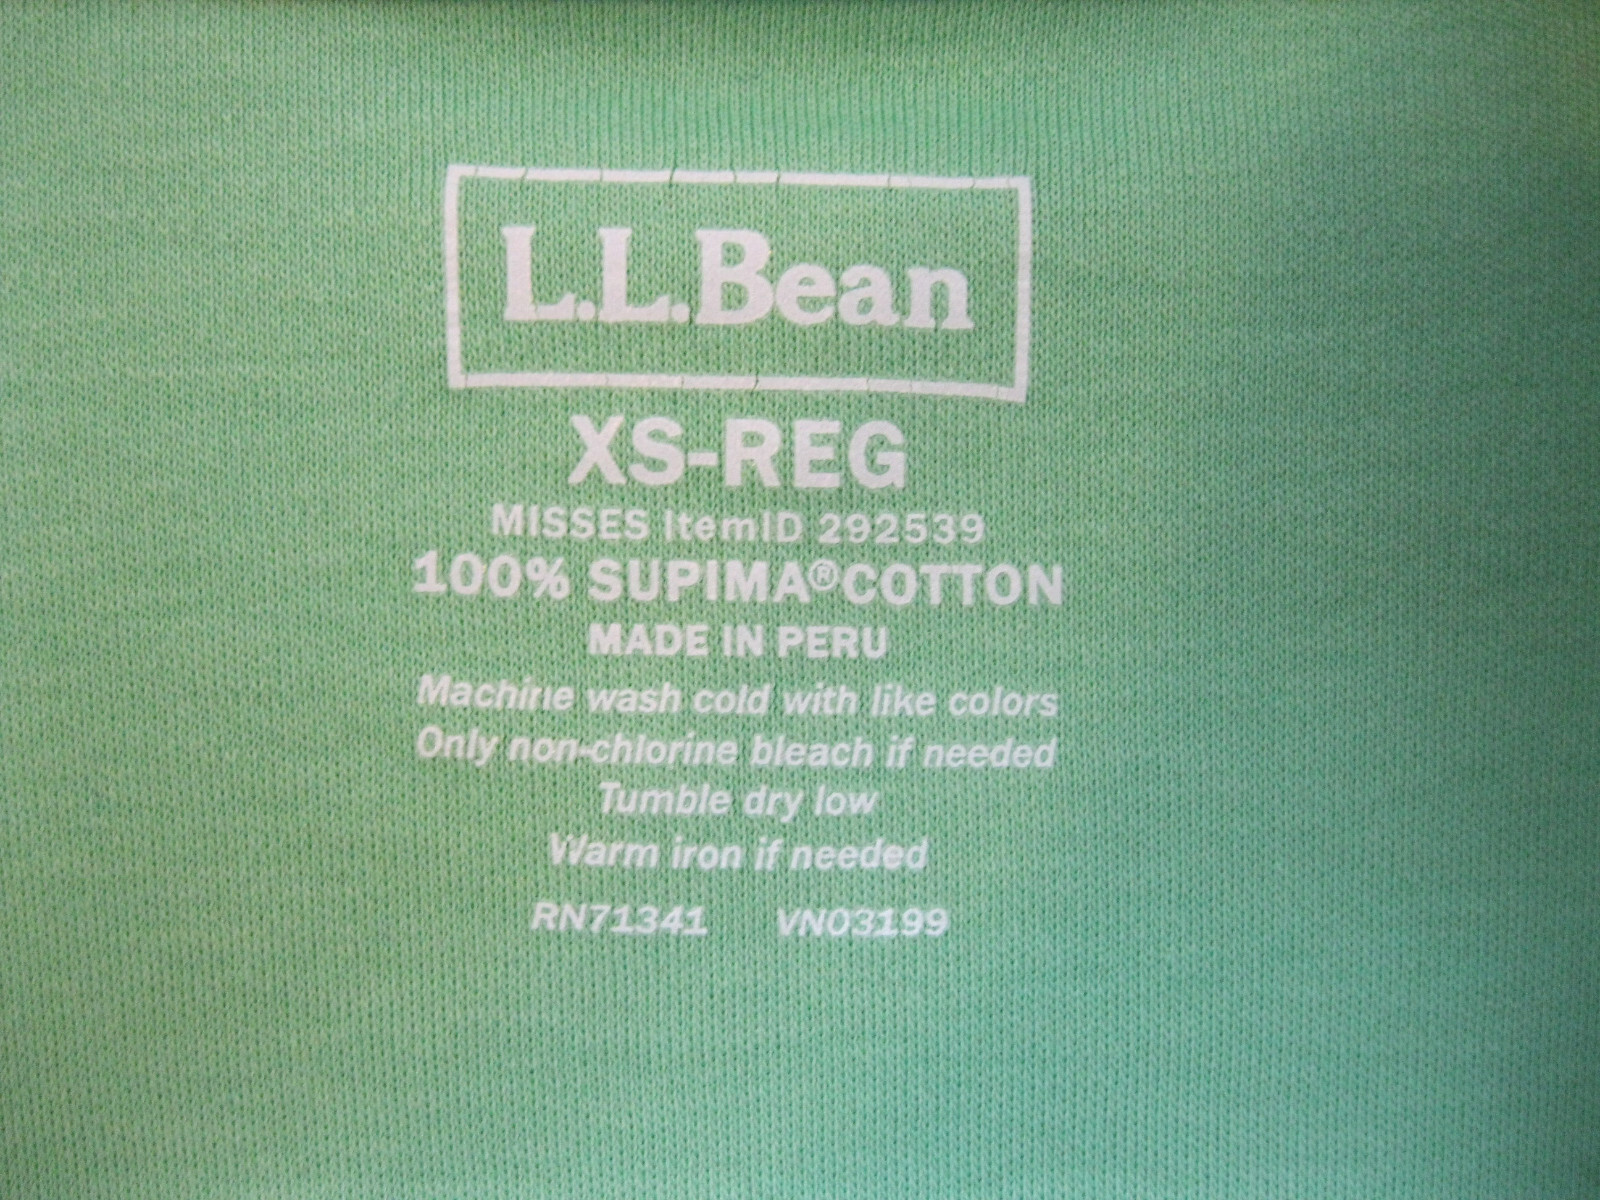 L.L.Bean
XS-REG
MISSES ItemID 292539
100% SUPIMA® COTTON
MADE IN PERU
Machine wash cold with like colors
Only non-chlorine bleach if needed
Tumble dry low
Warm iron if needed
RN71341 VN03199